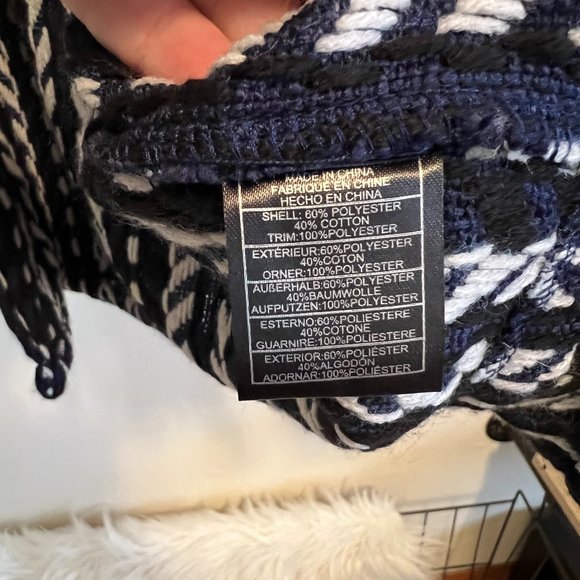 MADE IN CHINA
FABRIQUE EN CHINE
HECHO EN CHINA
SHELL: 60% POLYESTER
40% COTTON
TRIM:100%POLYESTER
EXTÉRIEUR:60%POLYESTER
40%COTON
ORNER:100%POLYESTER
AUßERHALB:60%POLYESTER
40%BAUMWOLLE
AUFPUTZEN:100%POLYESTER
ESTERNO:60%POLIESTERE
40%COTONE
GUARNIRE:100%POLIESTERE
EXTERIOR:60%POLIÉSTER
40%ALGODÓN
ADORNAR:100%POLIÉSTER